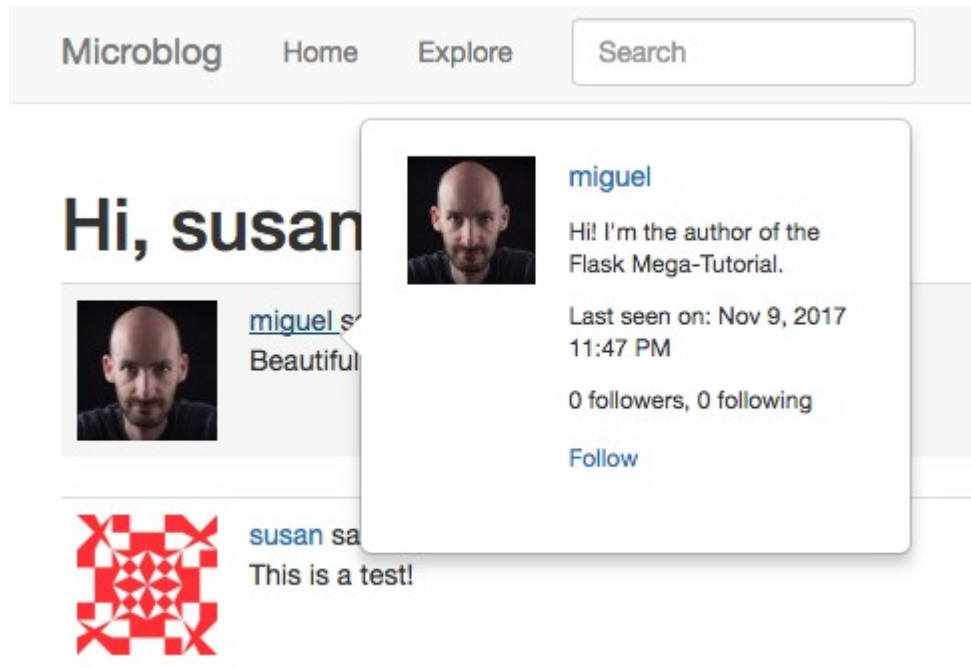 Microblog Home Explore Search
Hi, susan
miguel
Hi! I'm the author of the
Flask Mega-Tutorial.
Last seen on: Nov 9, 2017
11:47 PM
0 followers, 0 following
Follow
miguel
Beautiful
susan sa
This is a test!